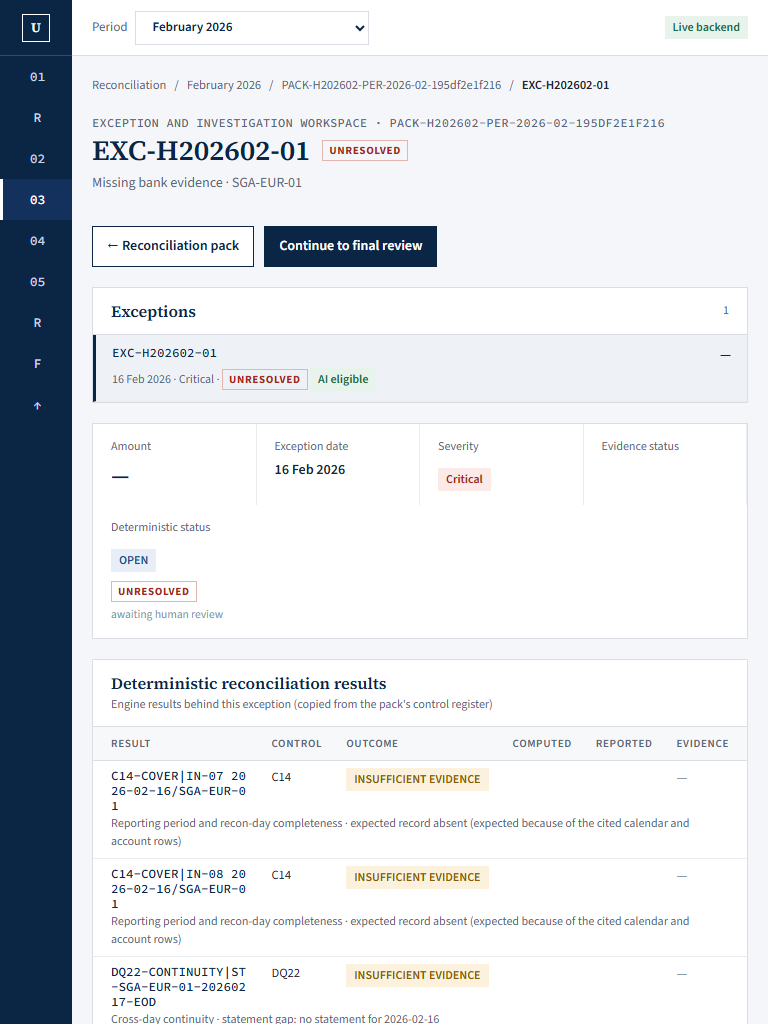 U
Period
February 2026
Live backend
01
R
02
03
04
05
R
F
↑
Reconciliation / February 2026 / PACK-H202602-PER-2026-02-195df2e1f216 / EXC-H202602-01
EXCEPTION AND INVESTIGATION WORKSPACE · PACK-H202602-PER-2026-02-195DF2E1F216
EXC-H202602-01 UNRESOLVED
Missing bank evidence · SGA-EUR-01
← Reconciliation pack
Continue to final review
Exceptions 1
EXC-H202602-01 —
16 Feb 2026 · Critical · UNRESOLVED AI eligible
Amount Exception date Severity Evidence status
— 16 Feb 2026 Critical
Deterministic status
OPEN
UNRESOLVED
awaiting human review
Deterministic reconciliation results
Engine results behind this exception (copied from the pack's control register)
RESULT CONTROL OUTCOME COMPUTED REPORTED EVIDENCE
C14-COVER|IN-07 20 C14 INSUFFICIENT EVIDENCE —
26-02-16/SGA-EUR-0
1
Reporting period and recon-day completeness · expected record absent (expected because of the cited calendar and
account rows)
C14-COVER|IN-08 20 C14 INSUFFICIENT EVIDENCE —
26-02-16/SGA-EUR-0
1
Reporting period and recon-day completeness · expected record absent (expected because of the cited calendar and
account rows)
DQ22-CONTINUITY|ST DQ22 INSUFFICIENT EVIDENCE —
-SGA-EUR-01-202602
17-EOD
Cross-day continuity · statement gap: no statement for 2026-02-16